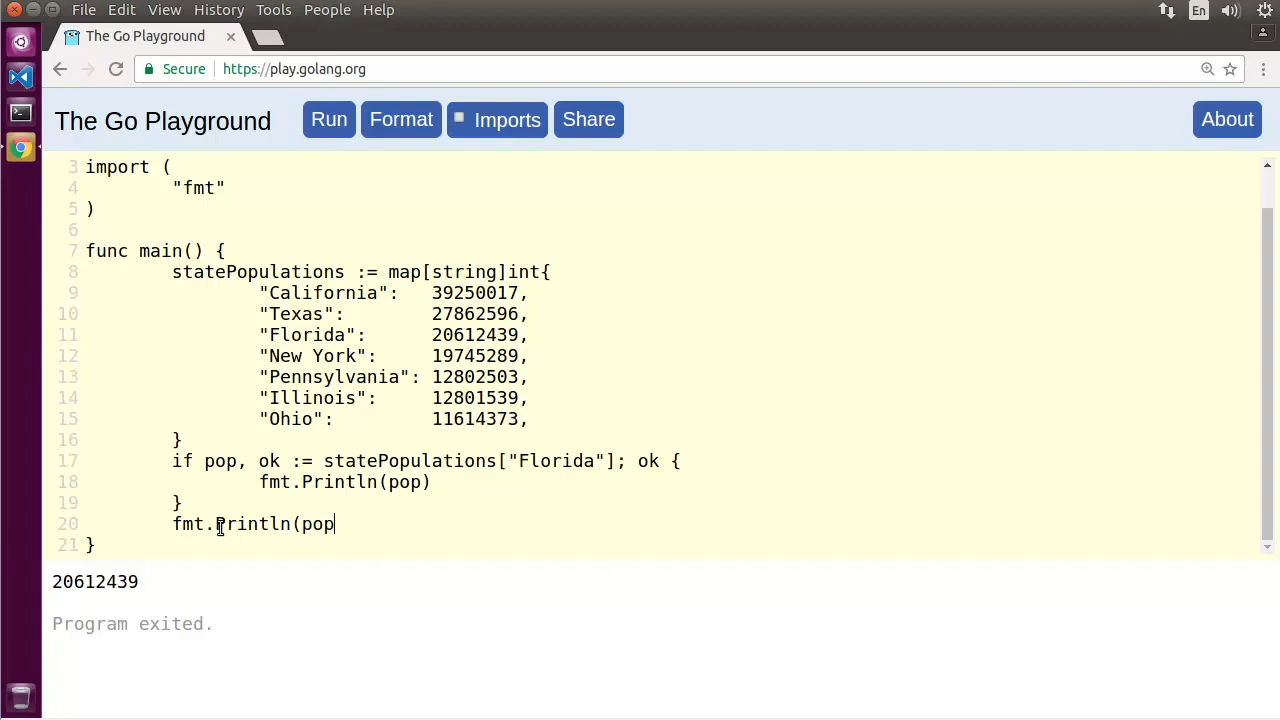 File Edit View History Tools People Help
En
The Go Playground
Secure https://play.golang.org
The Go Playground Run Format Imports Share About
3 import (
4 "fmt"
5 )
6
7 func main() {
8 statePopulations := map[string]int{
9 "California": 39250017,
10 "Texas": 27862596,
11 "Florida": 20612439,
12 "New York": 19745289,
13 "Pennsylvania": 12802503,
14 "Illinois": 12801539,
15 "Ohio": 11614373,
16 }
17 if pop, ok := statePopulations["Florida"]; ok {
18 fmt.Println(pop)
19 }
20 fmt.Println(pop
21 }
20612439
Program exited.